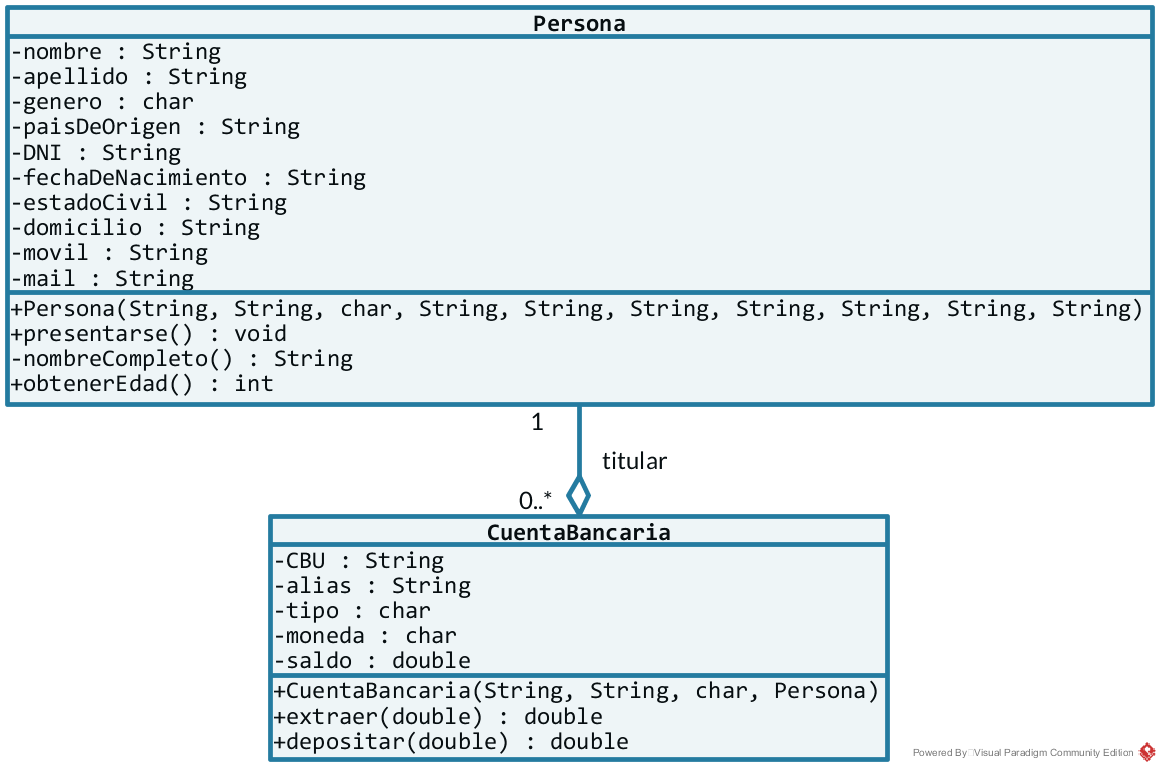 Persona
-nombre : String
-apellido : String
-genero : char
-paisDeOrigen : String
-DNI : String
-fechaDeNacimiento : String
-estadoCivil : String
-domicilio : String
-movil : String
-mail : String
+Persona(String, String, char, String, String, String, String, String, String, String)
+presentarse() : void
-nombreCompleto() : String
+obtenerEdad() : int
1
titular
0..*
CuentaBancaria
-CBU : String
-alias : String
-tipo : char
-moneda : char
-saldo : double
+CuentaBancaria(String, String, char, Persona)
+extraer(double) : double
+depositar(double) : double
Powered By Visual Paradigm Community Edition